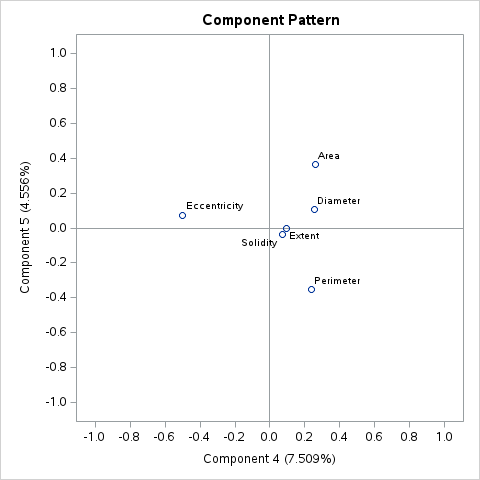 Component Pattern
1.0
0.8
0.6
0.4
0.2
0.0
-0.2
-0.4
-0.6
-0.8
-1.0
Component 5 (4.556%)
Area
Diameter
Eccentricity
Extent
Solidity
Perimeter
-1.0 -0.8 -0.6 -0.4 -0.2 0.0 0.2 0.4 0.6 0.8 1.0
Component 4 (7.509%)